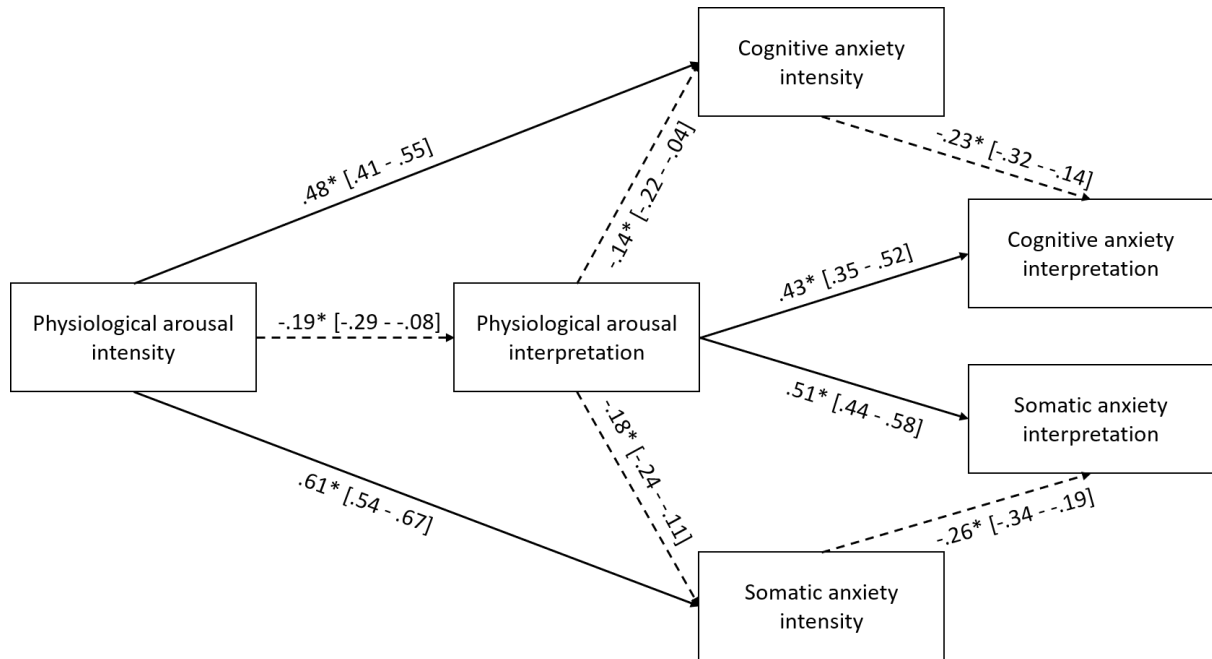 Cognitive anxiety
intensity
.48* [.41 - .55]
-.14* [-.22 - -.04]
-.23* [-.32 - -.14]
Cognitive anxiety
interpretation
.43* [.35 - .52]
Physiological arousal
intensity
-.19* [-.29 - -.08]
Physiological arousal
interpretation
.51* [.44 - .58]
Somatic anxiety
interpretation
.61* [.54 - .67]
-.18* [-.24 - -.11]
-.26* [-.34 - -.19]
Somatic anxiety
intensity